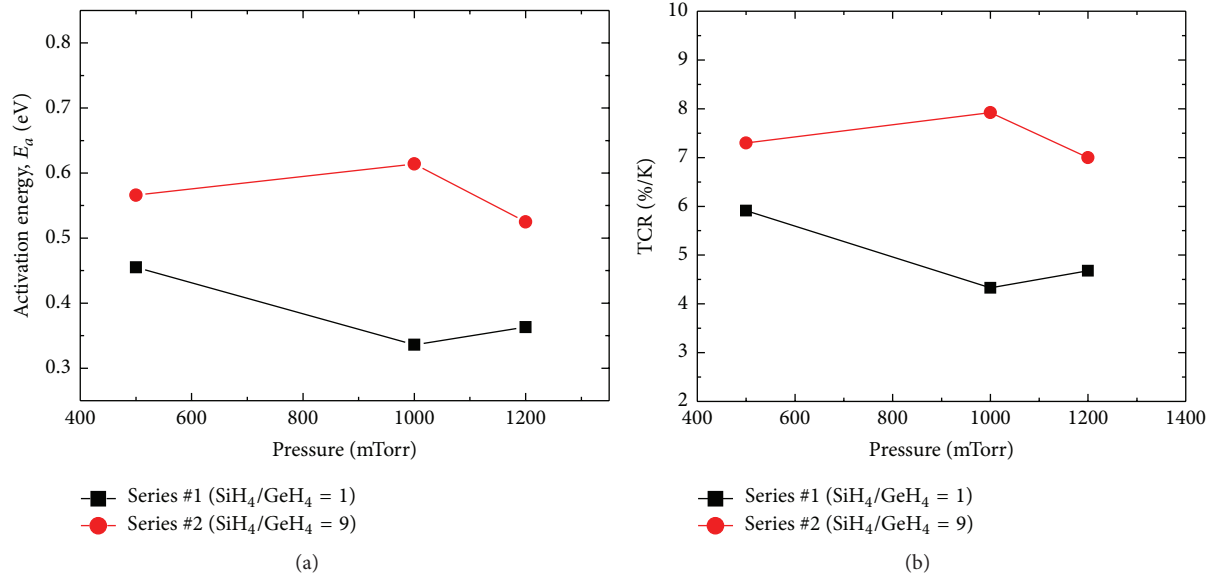 0.8
0.7
0.6
0.5
0.4
0.3
Activation energy, Eₐ (eV)
400 600 800 1000 1200
Pressure (mTorr)
Series #1 (SiH₄/GeH₄ = 1)
Series #2 (SiH₄/GeH₄ = 9)
(a)
10
9
8
7
6
5
4
3
2
TCR (%/K)
400 600 800 1000 1200 1400
Pressure (mTorr)
Series #1 (SiH₄/GeH₄ = 1)
Series #2 (SiH₄/GeH₄ = 9)
(b)